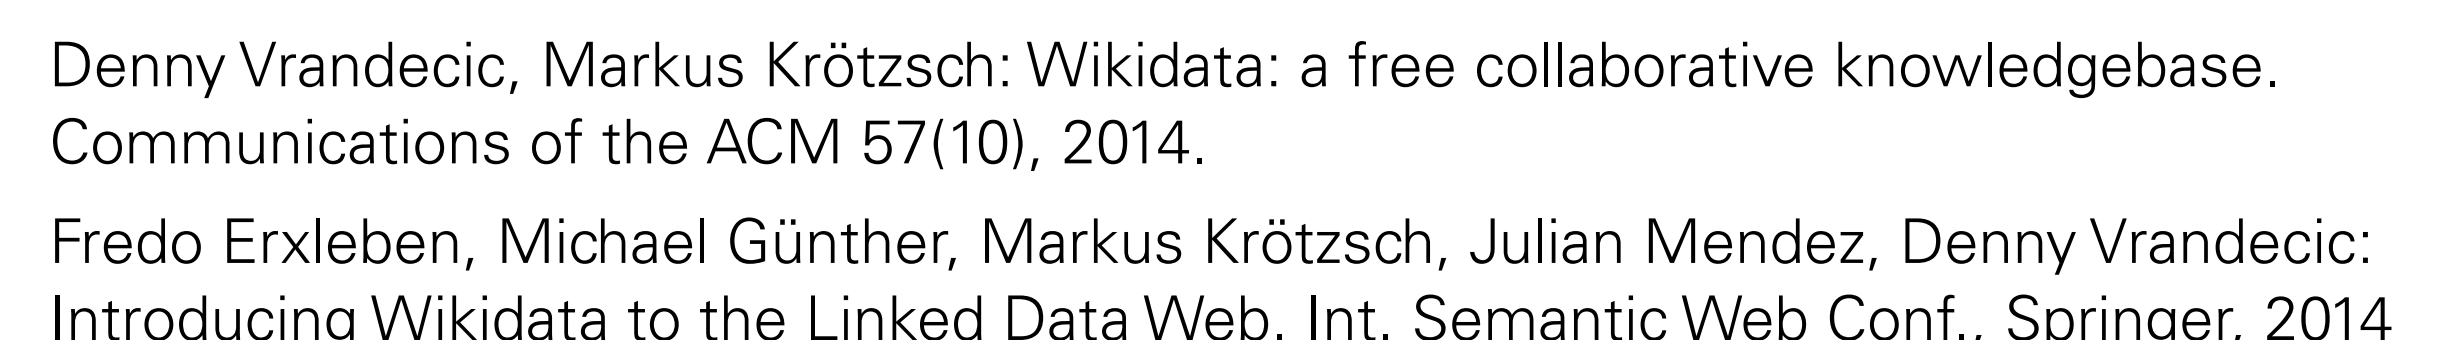 Denny Vrandecic, Markus Krötzsch: Wikidata: a free collaborative knowledgebase.
Communications of the ACM 57(10), 2014.
Fredo Erxleben, Michael Günther, Markus Krötzsch, Julian Mendez, Denny Vrandecic:
Introducing Wikidata to the Linked Data Web. Int. Semantic Web Conf., Springer, 2014